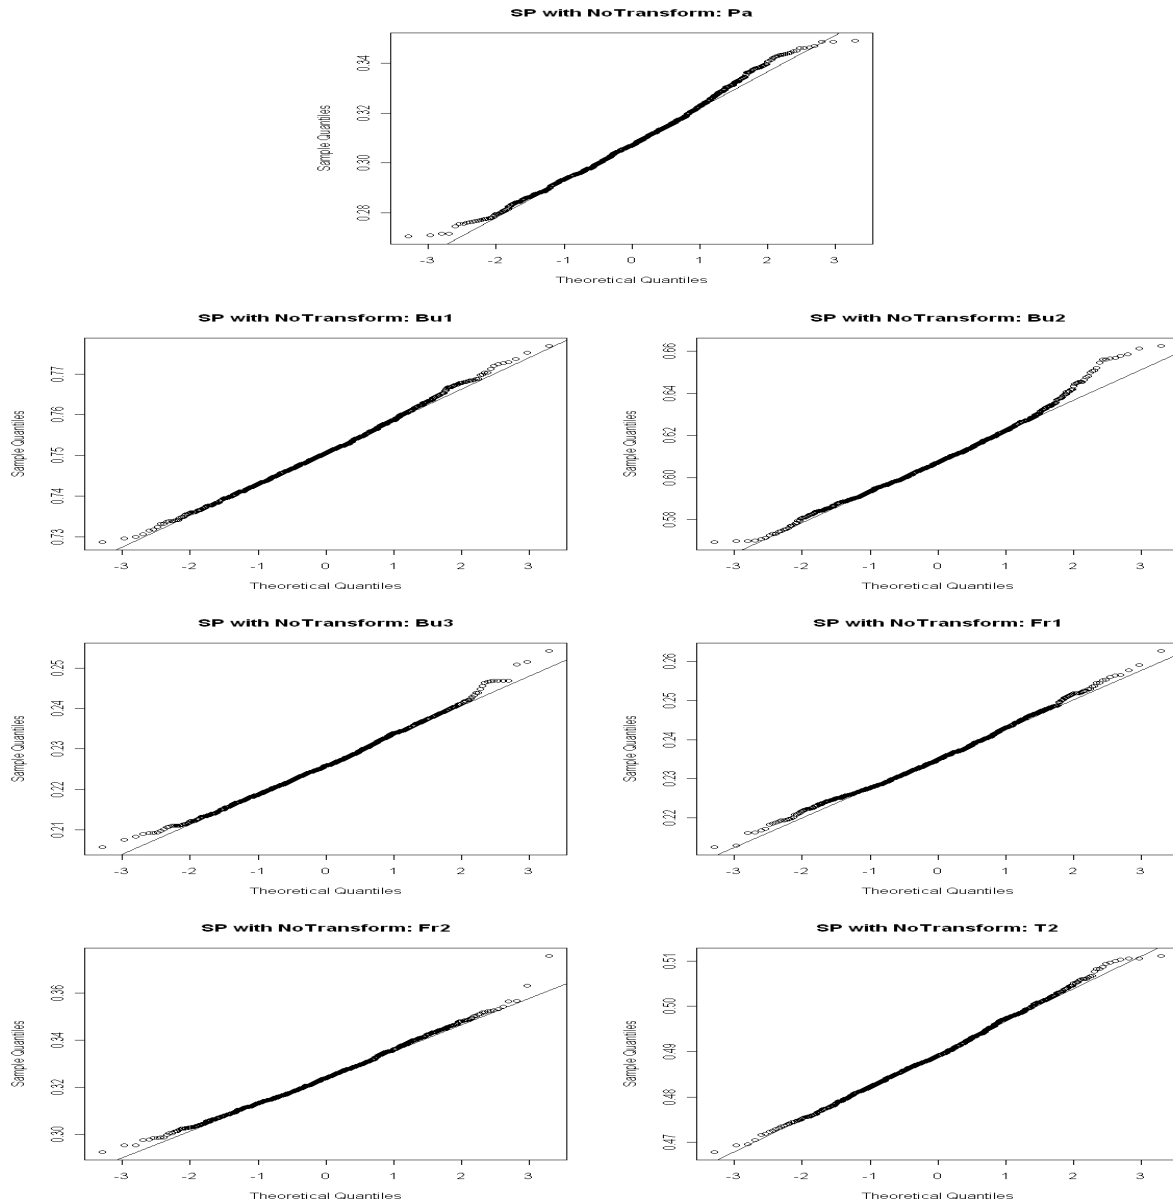 SP with NoTransform: Pa
Sample Quantiles
0.34
0.32
0.30
0.28
-3 -2 -1 0 1 2 3
Theoretical Quantiles
SP with NoTransform: Bu1
Sample Quantiles
0.77
0.76
0.75
0.74
0.73
-3 -2 -1 0 1 2 3
Theoretical Quantiles
SP with NoTransform: Bu2
Sample Quantiles
0.66
0.64
0.62
0.60
0.58
-3 -2 -1 0 1 2 3
Theoretical Quantiles
SP with NoTransform: Bu3
Sample Quantiles
0.25
0.24
0.23
0.22
0.21
-3 -2 -1 0 1 2 3
Theoretical Quantiles
SP with NoTransform: Fr1
Sample Quantiles
0.26
0.25
0.24
0.23
0.22
-3 -2 -1 0 1 2 3
Theoretical Quantiles
SP with NoTransform: Fr2
Sample Quantiles
0.36
0.34
0.32
0.30
-3 -2 -1 0 1 2 3
Theoretical Quantiles
SP with NoTransform: T2
Sample Quantiles
0.51
0.50
0.49
0.48
0.47
-3 -2 -1 0 1 2 3
Theoretical Quantiles